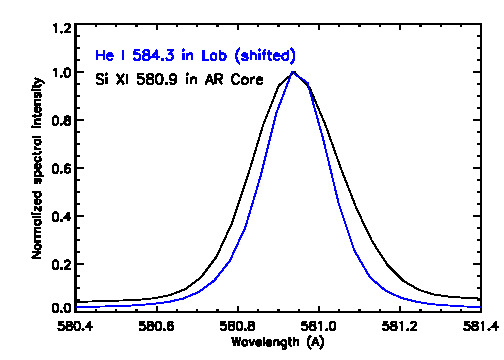 1.2
He I 584.3 in Lab (shifted)
1.0
Si XI 580.9 in AR Core
0.8
0.6
0.4
0.2
0.0
Normalized spectral Intensity
580.4 580.6 580.8 581.0 581.2 581.4
Wavelength (A)